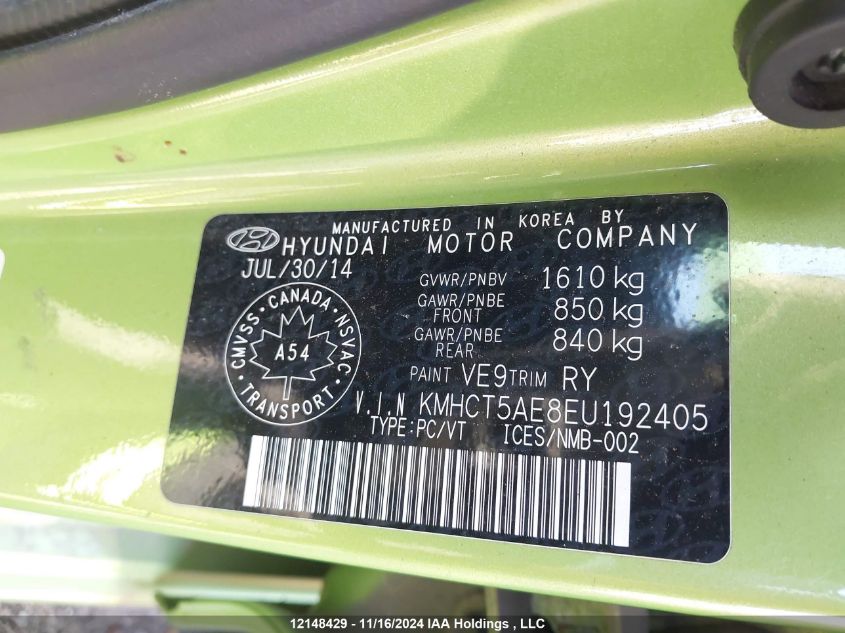 MANUFACTURED IN KOREA BY
HYUNDAI MOTOR COMPANY
JUL/30/14
GVWR/PNBV 1610 kg
GAWR/PNBE FRONT 850 kg
GAWR/PNBE REAR 840 kg
CMVSS · CANADA · NSVAC
A54
TRANSPORT
PAINT VE9 TRIM RY
V.I.N KMHCT5AE8EU192405
TYPE:PC/VT ICES/NMB-002
12148429 - 11/16/2024 IAA Holdings , LLC